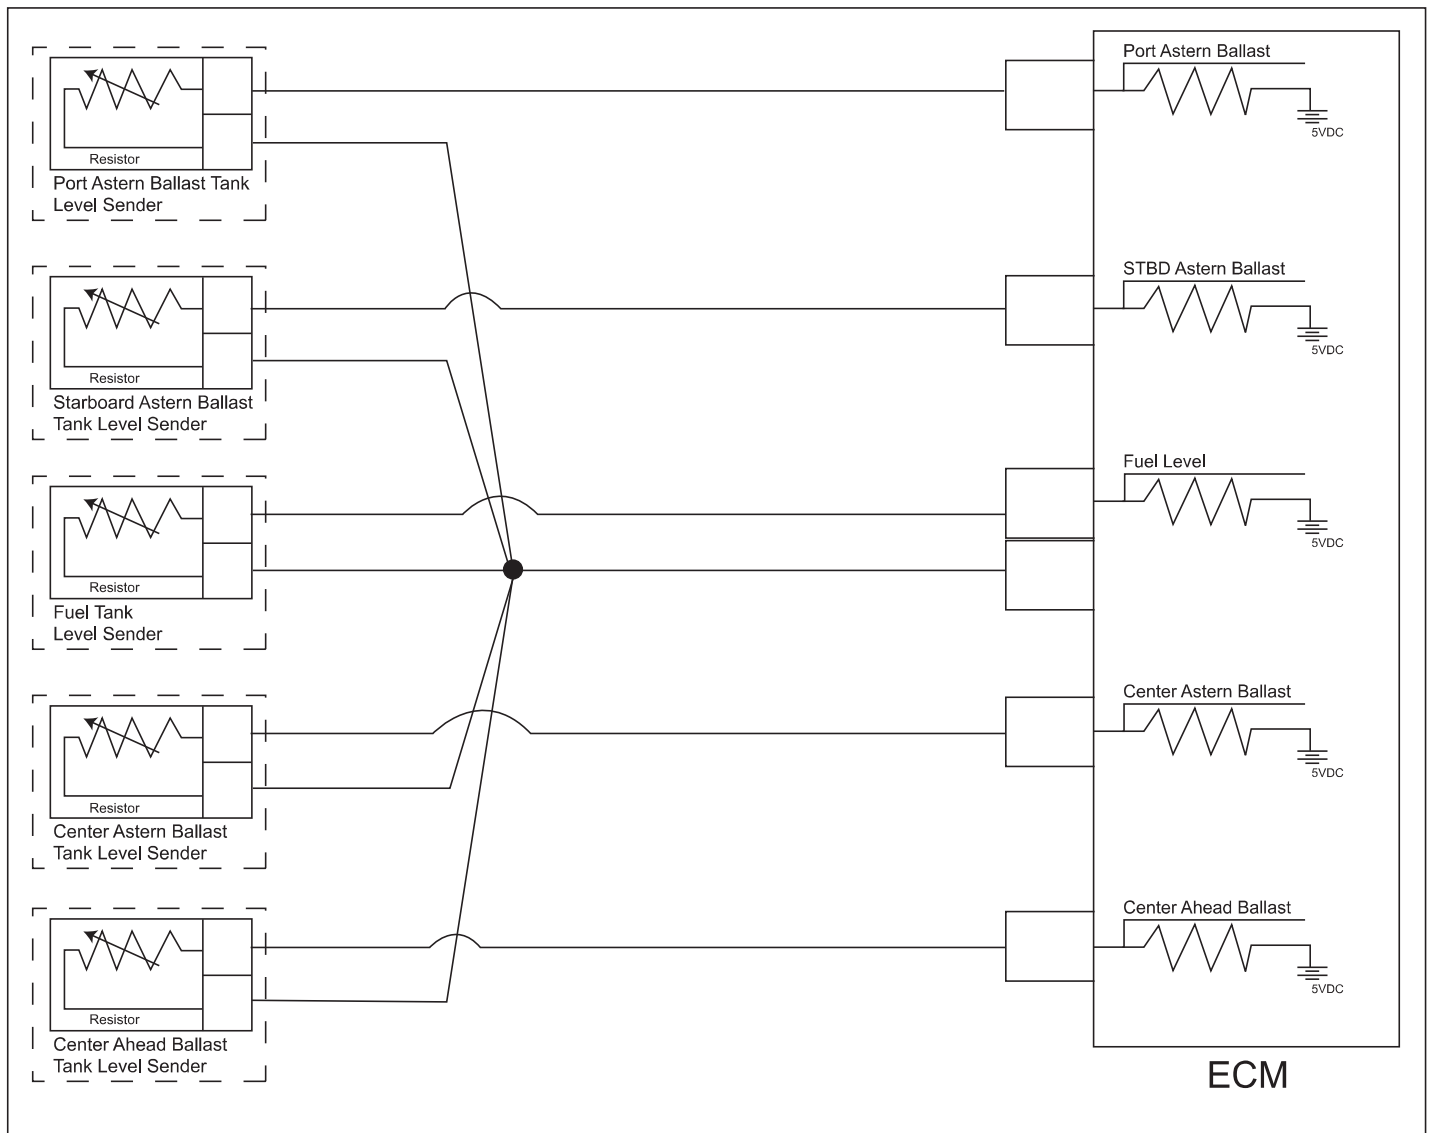 Port Astern Ballast
5VDC
Resistor
Port Astern Ballast Tank
Level Sender
STBD Astern Ballast
5VDC
Resistor
Starboard Astern Ballast
Tank Level Sender
Fuel Level
5VDC
Resistor
Fuel Tank
Level Sender
Center Astern Ballast
5VDC
Resistor
Center Astern Ballast
Tank Level Sender
Center Ahead Ballast
5VDC
Resistor
Center Ahead Ballast
Tank Level Sender
ECM